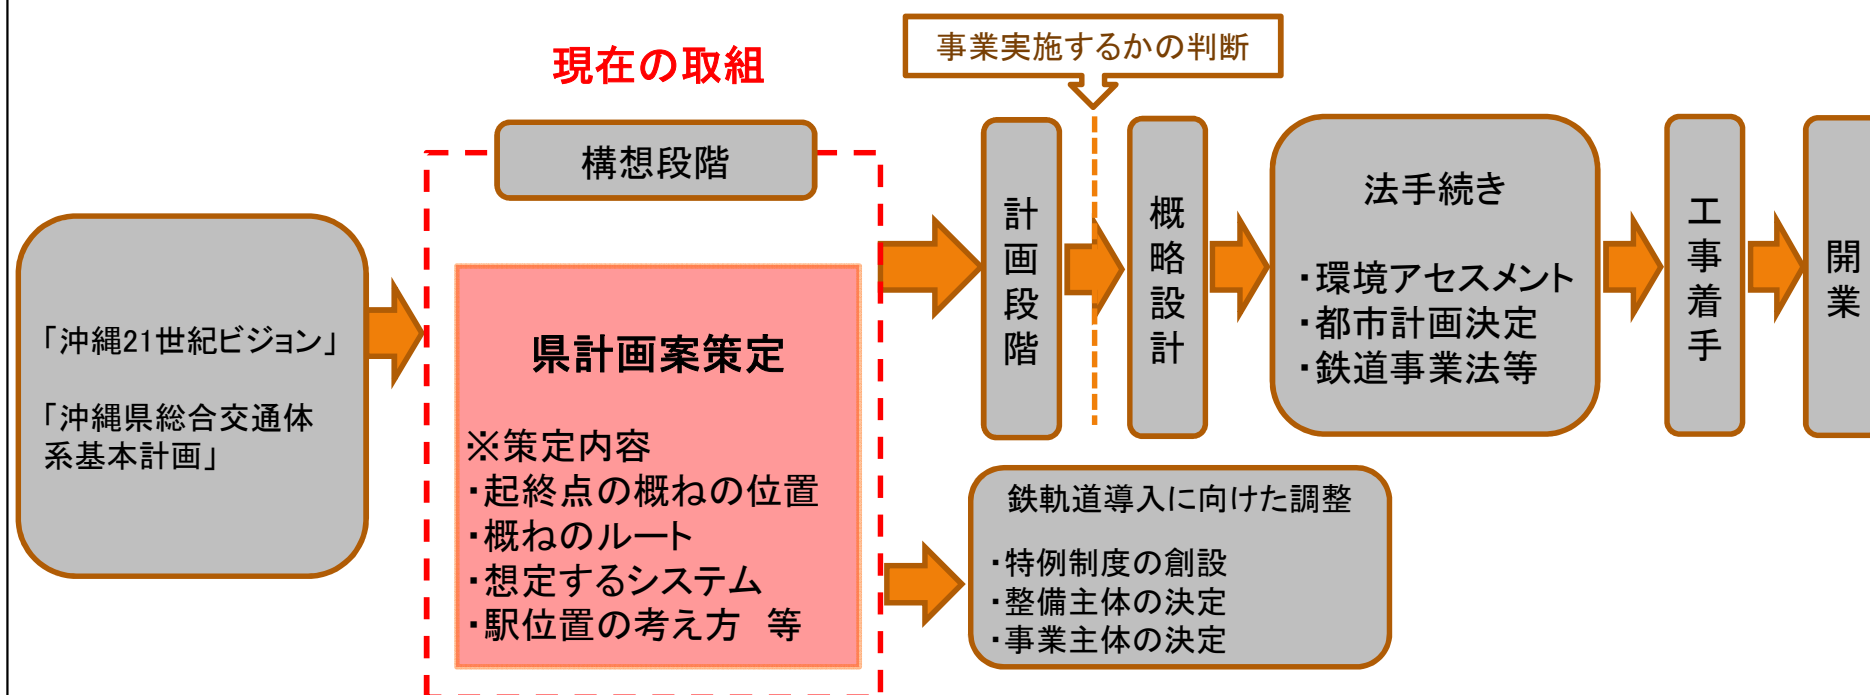 現在の取組
事業実施するかの判断
構想段階
「沖縄21世紀ビジョン」
「沖縄県総合交通体
系基本計画」
県計画案策定
※策定内容
・起終点の概ねの位置
・概ねのルート
・想定するシステム
・駅位置の考え方　等
計画段階
概略設計
法手続き
・環境アセスメント
・都市計画決定
・鉄道事業法等
工事着手
開業
鉄軌道導入に向けた調整
・特例制度の創設
・整備主体の決定
・事業主体の決定